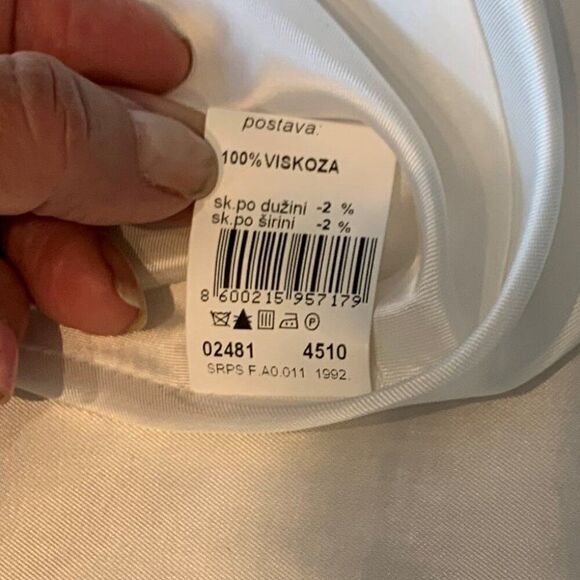 postava:
100% VISKOZA
sk.po dužini -2 %
sk.po širini -2 %
8 600215 957179
02481 4510
SRPS F.A0.011 1992.